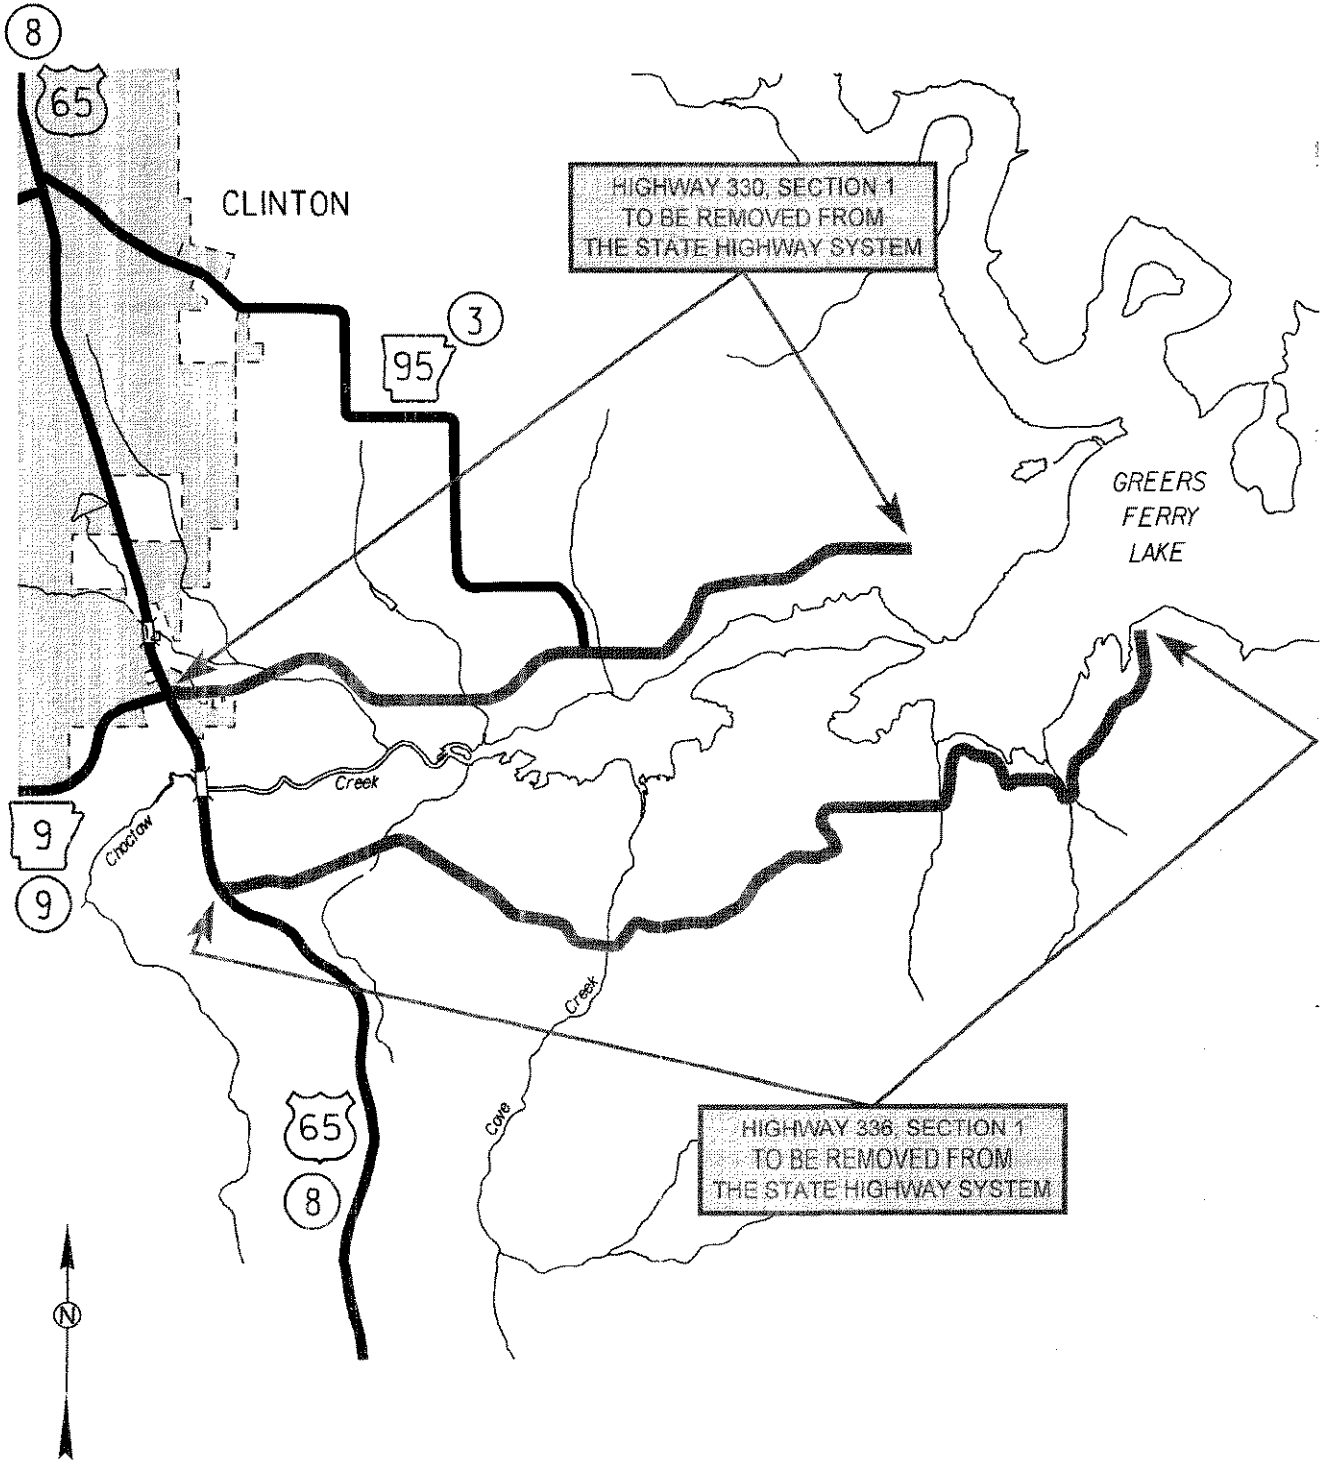 8
65
CLINTON
HIGHWAY 330, SECTION 1
TO BE REMOVED FROM
THE STATE HIGHWAY SYSTEM
3
95
GREERS
FERRY
LAKE
Creek
Choctaw
9
9
Creek
Cove
65
8
HIGHWAY 336, SECTION 1
TO BE REMOVED FROM
THE STATE HIGHWAY SYSTEM
N